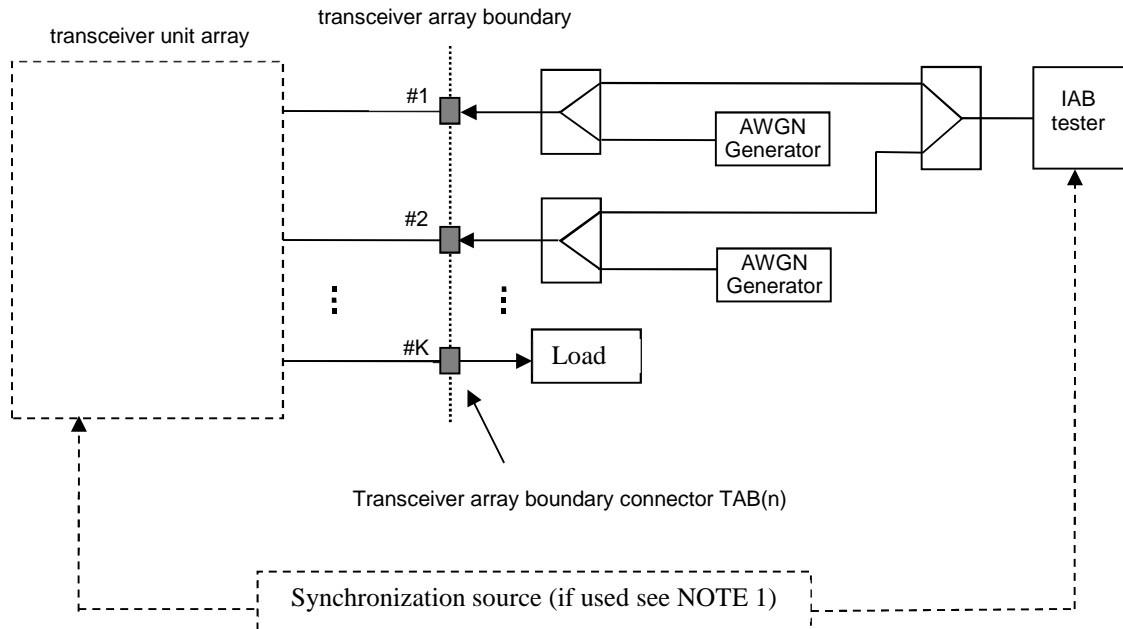 transceiver array boundary
transceiver unit array
#1
IAB
tester
AWGN
Generator
#2
AWGN
Generator
#K
Load
Transceiver array boundary connector TAB(n)
Synchronization source (if used see NOTE 1)